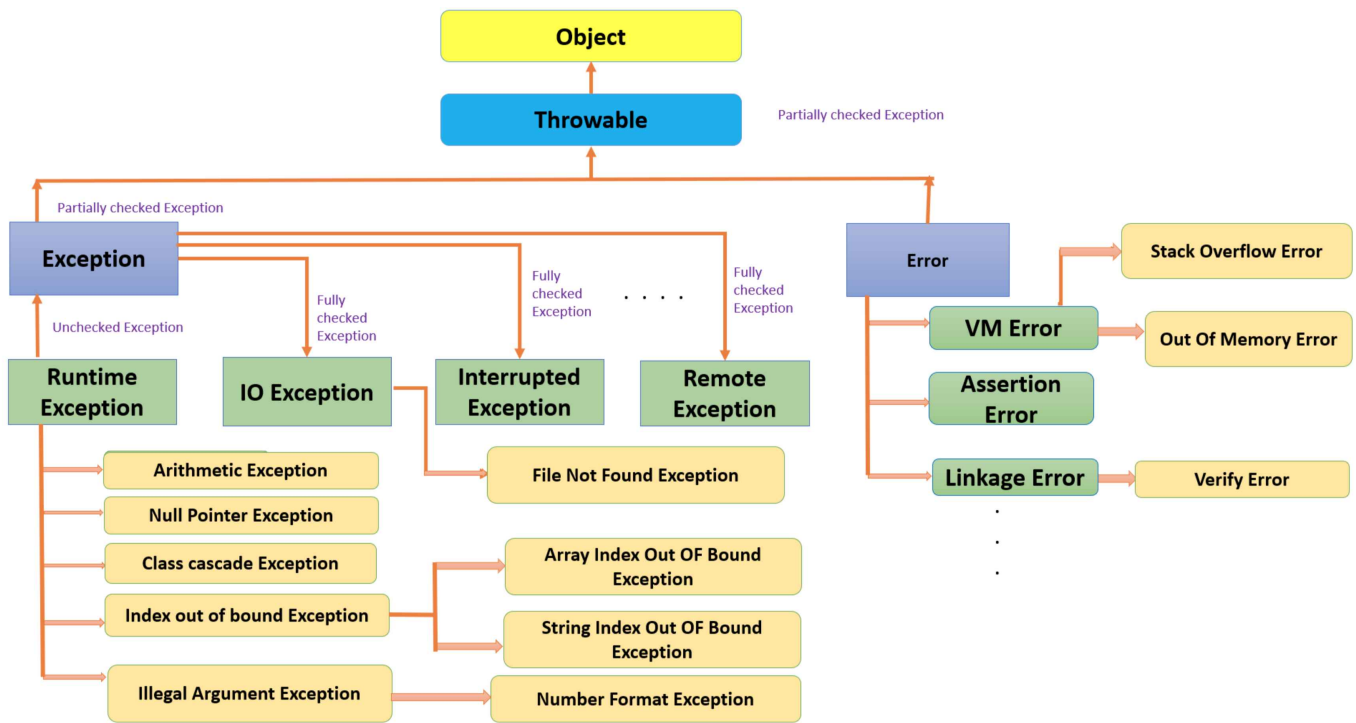 Object
Throwable
Partially checked Exception
Partially checked Exception
Exception
Error
Stack Overflow Error
Fully
checked
Exception
Fully
checked
Exception
. . . .
Fully
checked
Exception
Unchecked Exception
VM Error
Out Of Memory Error
Runtime
Exception
IO Exception
Interrupted
Exception
Remote
Exception
Assertion
Error
Arithmetic Exception
File Not Found Exception
Linkage Error
Verify Error
.
.
.
Null Pointer Exception
Class cascade Exception
Array Index Out OF Bound
Exception
Index out of bound Exception
String Index Out OF Bound
Exception
Illegal Argument Exception
Number Format Exception